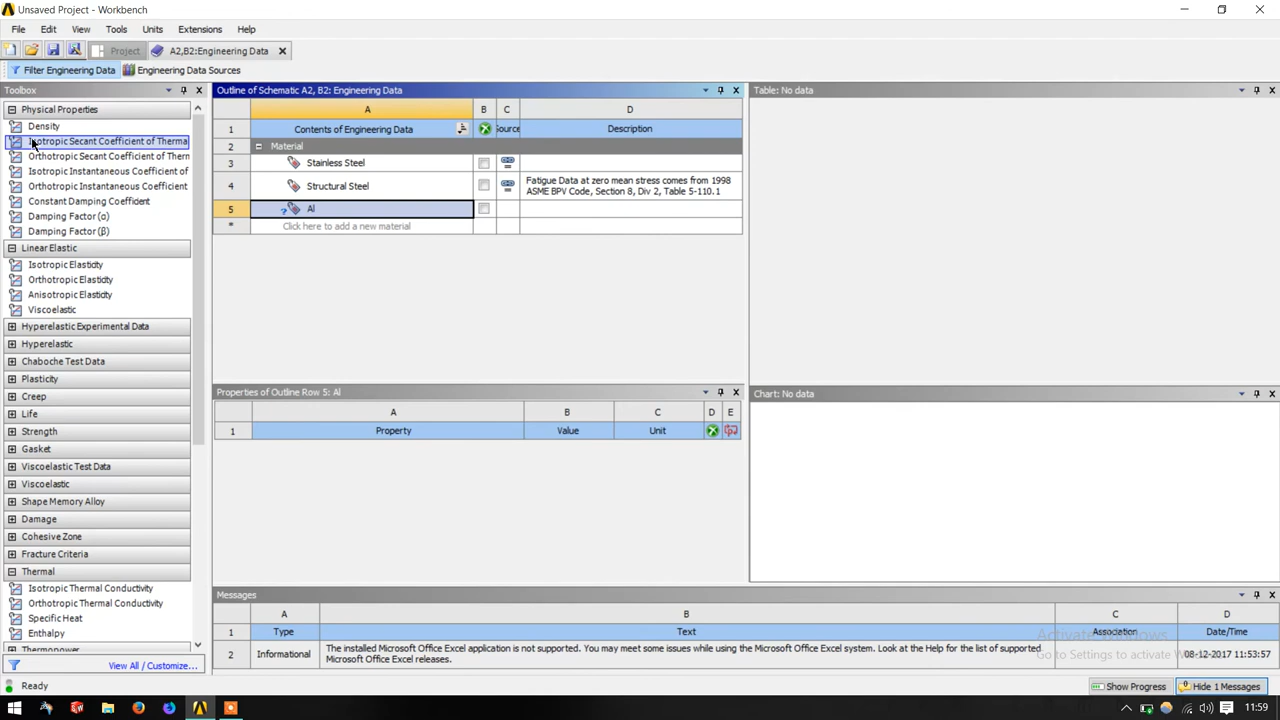 Unsaved Project - Workbench
File Edit View Tools Units Extensions Help
Project A2,B2:Engineering Data
Filter Engineering Data Engineering Data Sources
Toolbox
Physical Properties
Density
Isotropic Secant Coefficient of Therma
Orthotropic Secant Coefficient of Therm
Isotropic Instantaneous Coefficient of
Orthotropic Instantaneous Coefficient
Constant Damping Coefficient
Damping Factor (α)
Damping Factor (β)
Linear Elastic
Isotropic Elasticity
Orthotropic Elasticity
Anisotropic Elasticity
Viscoelastic
Hyperelastic Experimental Data
Hyperelastic
Chaboche Test Data
Plasticity
Creep
Life
Strength
Gasket
Viscoelastic Test Data
Viscoelastic
Shape Memory Alloy
Damage
Cohesive Zone
Fracture Criteria
Thermal
Isotropic Thermal Conductivity
Orthotropic Thermal Conductivity
Specific Heat
Enthalpy
Thermopower
View All / Customize...
Outline of Schematic A2, B2: Engineering Data
A B C D
1 Contents of Engineering Data Source Description
2 Material
3 Stainless Steel
4 Structural Steel Fatigue Data at zero mean stress comes from 1998
ASME BPV Code, Section 8, Div 2, Table 5-110.1
5 ? Al
* Click here to add a new material
Properties of Outline Row 5: Al
A B C D E
1 Property Value Unit
Table: No data
Chart: No data
Messages
A B C D
1 Type Text Association Date/Time
2 Informational The installed Microsoft Office Excel application is not supported. You may meet some issues while using the Microsoft Office Excel system. Look at the Help for the list of supported
Microsoft Office Excel releases. 08-12-2017 11:53:57
Activate Windows
Go to Settings to activate Windows.
Ready Show Progress Hide 1 Messages
11:59